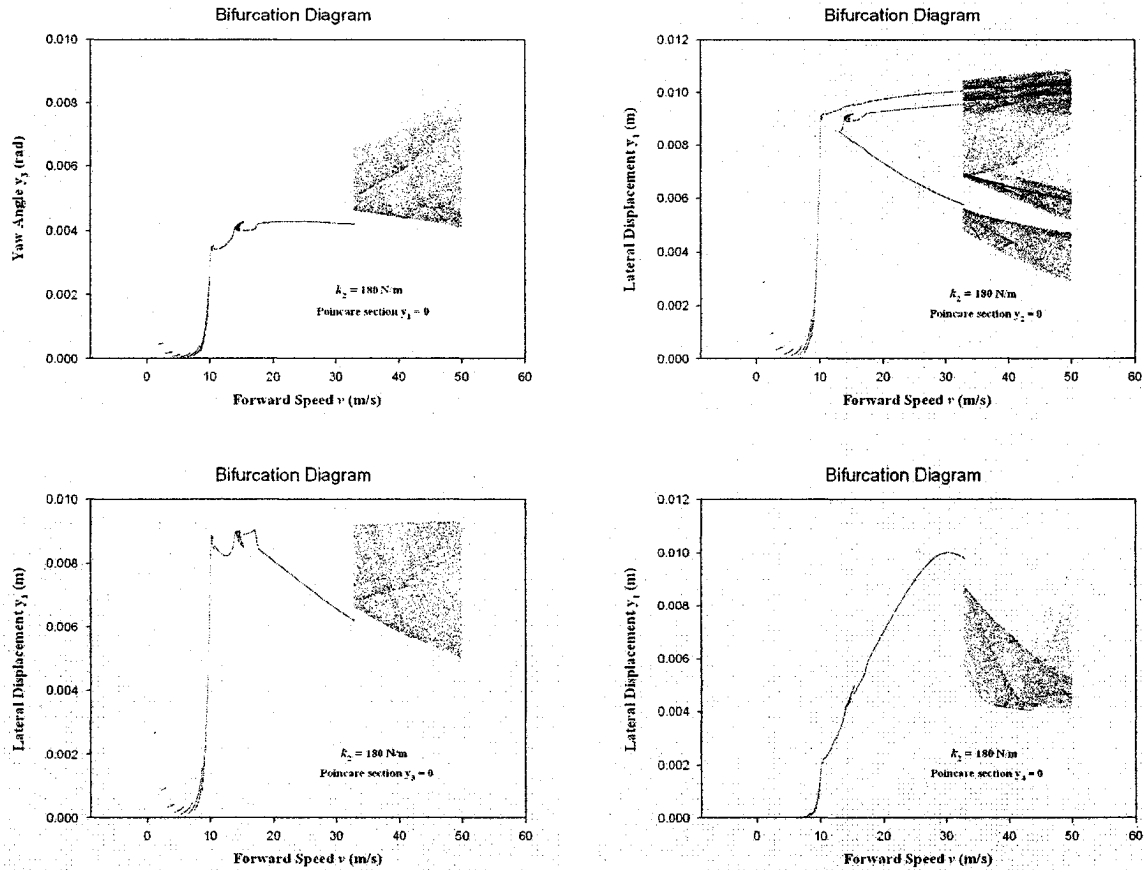 Bifurcation Diagram
0.010
0.008
0.006
0.004
0.002
0.000
Yaw Angle y₃ (rad)
k₂ = 180 N/m
Poincare section y₁ = 0
0 10 20 30 40 50 60
Forward Speed v (m/s)
Bifurcation Diagram
0.012
0.010
0.008
0.006
0.004
0.002
0.000
Lateral Displacement y₁ (m)
k₂ = 180 N/m
Poincare section y₂ = 0
0 10 20 30 40 50 60
Forward Speed v (m/s)
Bifurcation Diagram
0.010
0.008
0.006
0.004
0.002
0.000
Lateral Displacement y₁ (m)
k₂ = 180 N/m
Poincare section y₃ = 0
0 10 20 30 40 50 60
Forward Speed v (m/s)
Bifurcation Diagram
0.012
0.010
0.008
0.006
0.004
0.002
0.000
Lateral Displacement y₁ (m)
k₂ = 180 N/m
Poincare section y₄ = 0
0 10 20 30 40 50 60
Forward Speed v (m/s)